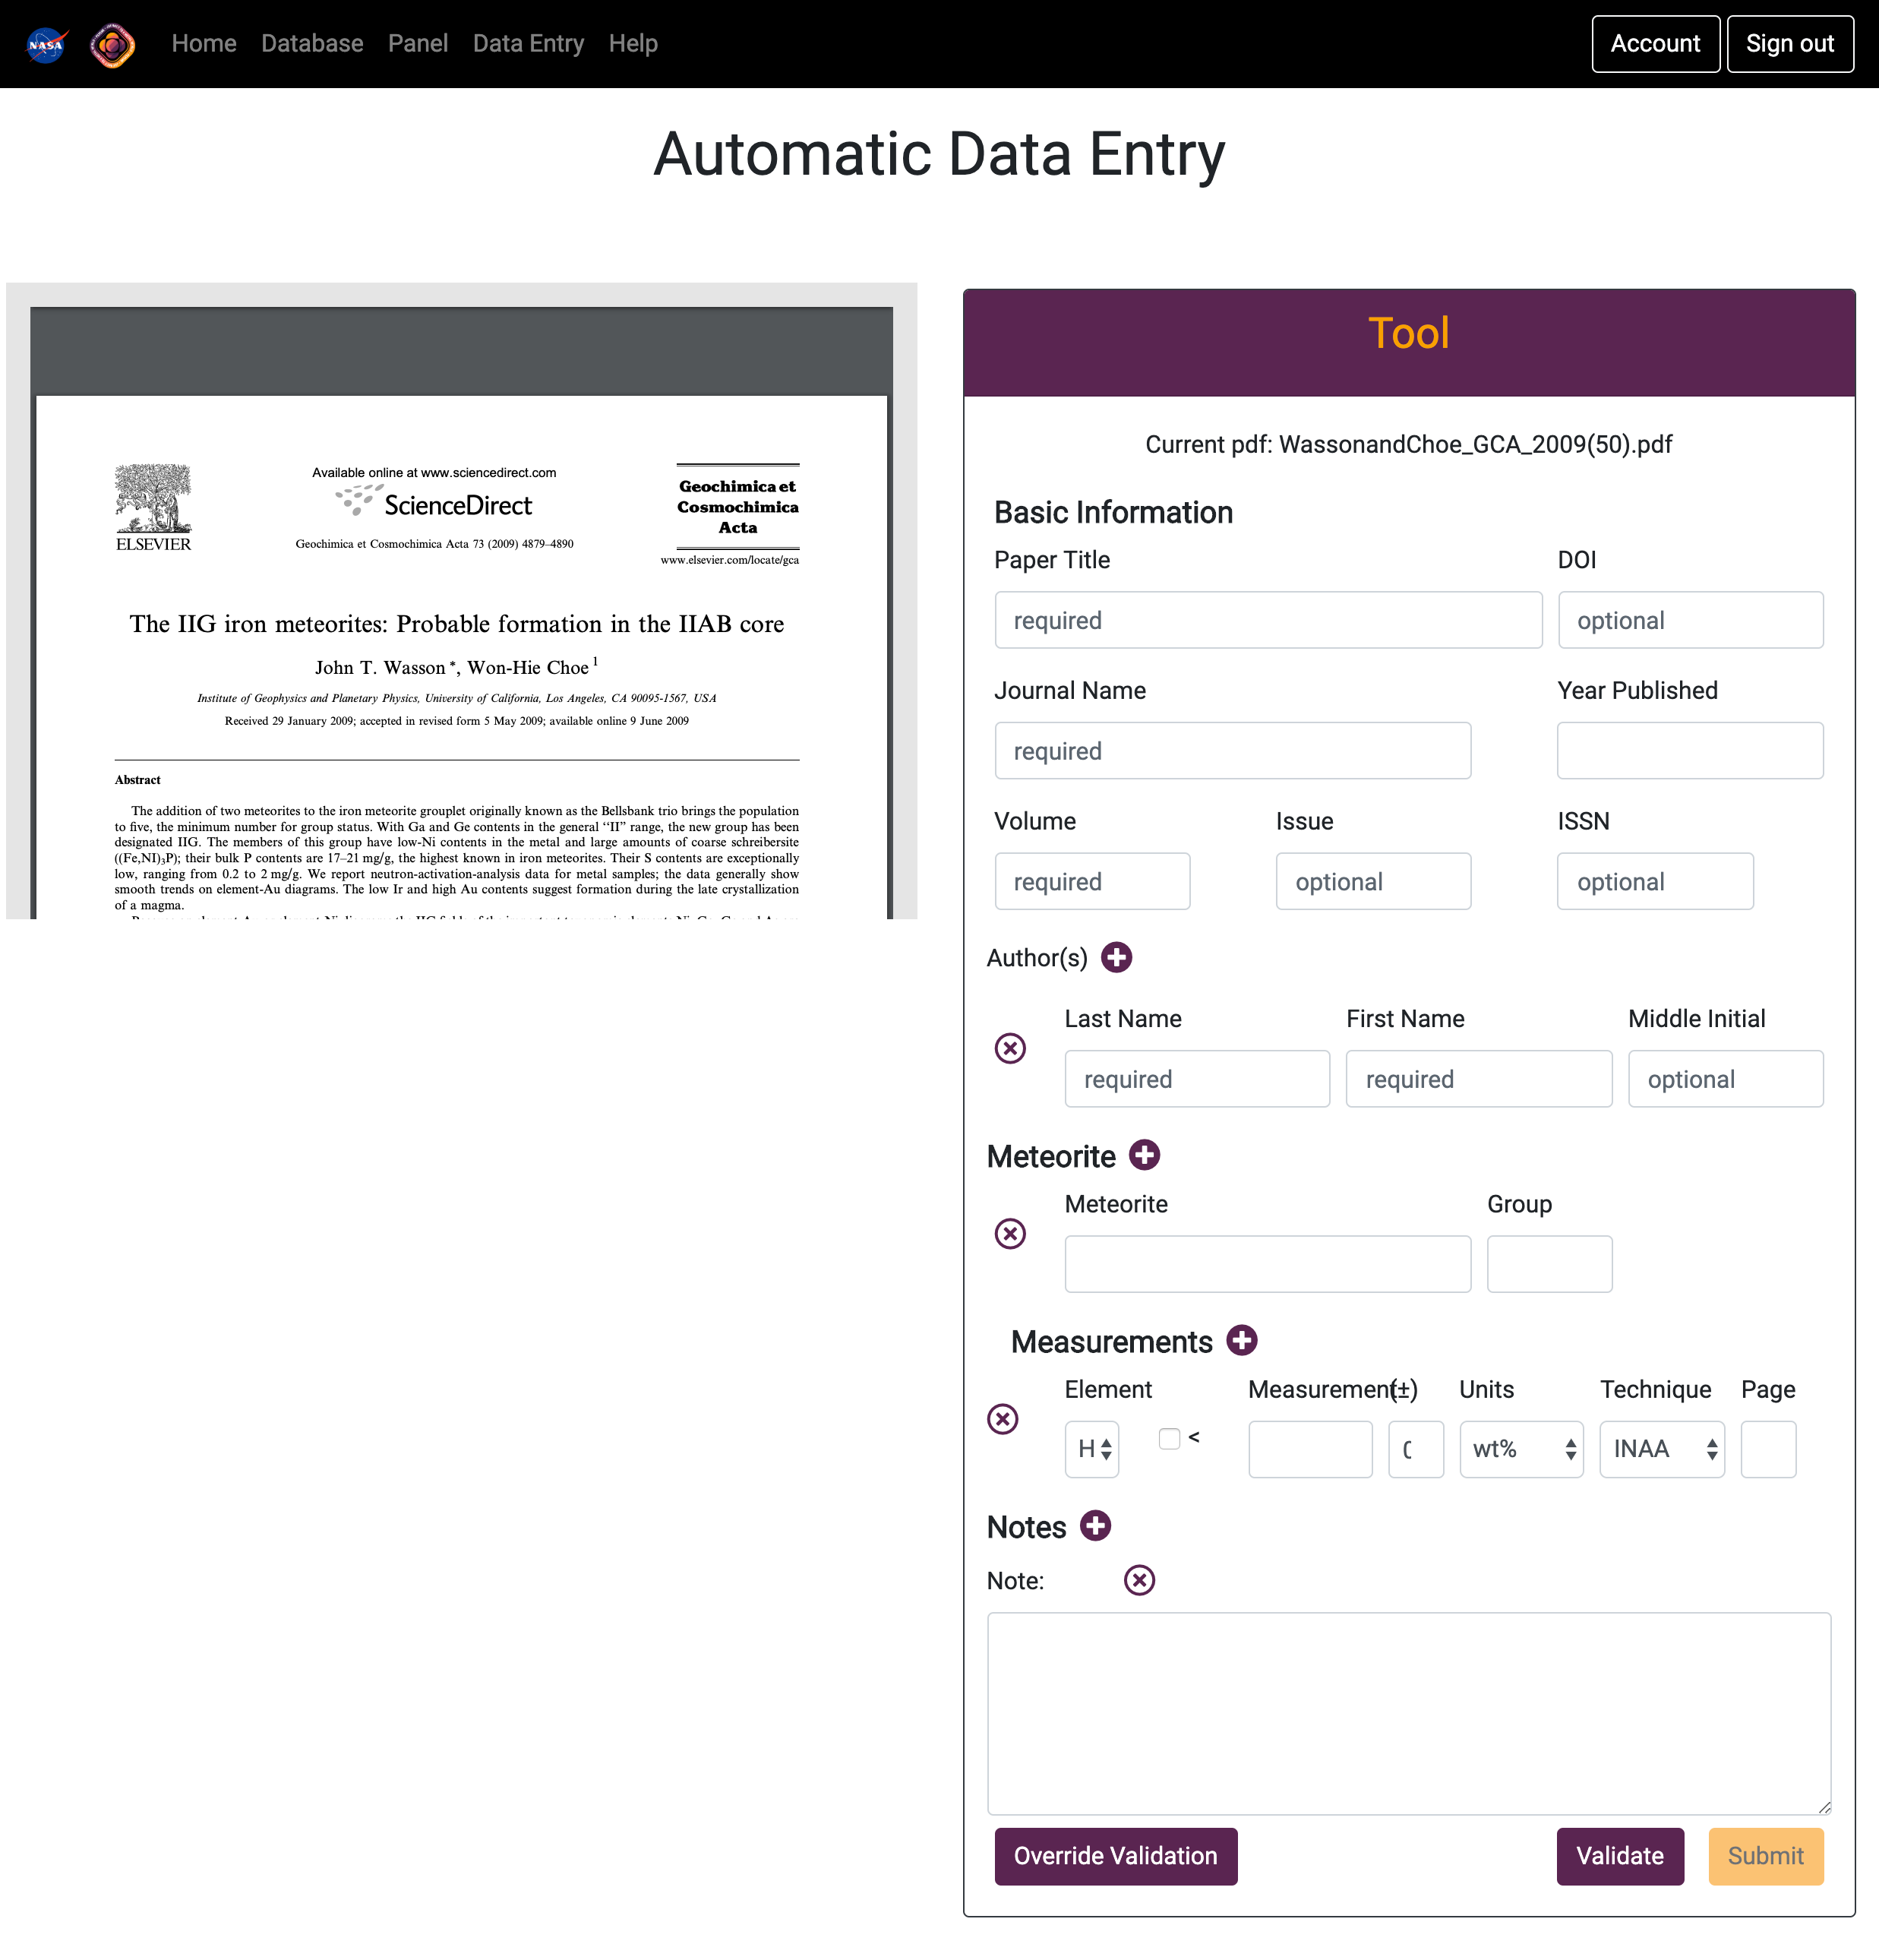 NASA
Home Database Panel Data Entry Help
Account Sign out
Automatic Data Entry
ELSEVIER
Available online at www.sciencedirect.com
ScienceDirect
Geochimica et Cosmochimica Acta 73 (2009) 4879–4890
Geochimica et
Cosmochimica
Acta
www.elsevier.com/locate/gca
The IIG iron meteorites: Probable formation in the IIAB core
John T. Wasson *, Won-Hie Choe 1
Institute of Geophysics and Planetary Physics, University of California, Los Angeles, CA 90095-1567, USA
Received 29 January 2009; accepted in revised form 5 May 2009; available online 9 June 2009
Abstract
The addition of two meteorites to the iron meteorite grouplet originally known as the Bellsbank trio brings the population
to five, the minimum number for group status. With Ga and Ge contents in the general “II” range, the new group has been
designated IIG. The members of this group have low-Ni contents in the metal and large amounts of coarse schreibersite
((Fe,NI)3P); their bulk P contents are 17–21 mg/g, the highest known in iron meteorites. Their S contents are exceptionally
low, ranging from 0.2 to 2 mg/g. We report neutron-activation-analysis data for metal samples; the data generally show
smooth trends on element-Au diagrams. The low Ir and high Au contents suggest formation during the late crystallization
of a magma.
Tool
Current pdf: WassonandChoe_GCA_2009(50).pdf
Basic Information
Paper Title DOI
required optional
Journal Name Year Published
required
Volume Issue ISSN
required optional optional
Author(s)
Last Name First Name Middle Initial
required required optional
Meteorite
Meteorite Group
Measurements
Element Measurement (±) Units Technique Page
H < wt% INAA
Notes
Note:
Override Validation Validate Submit